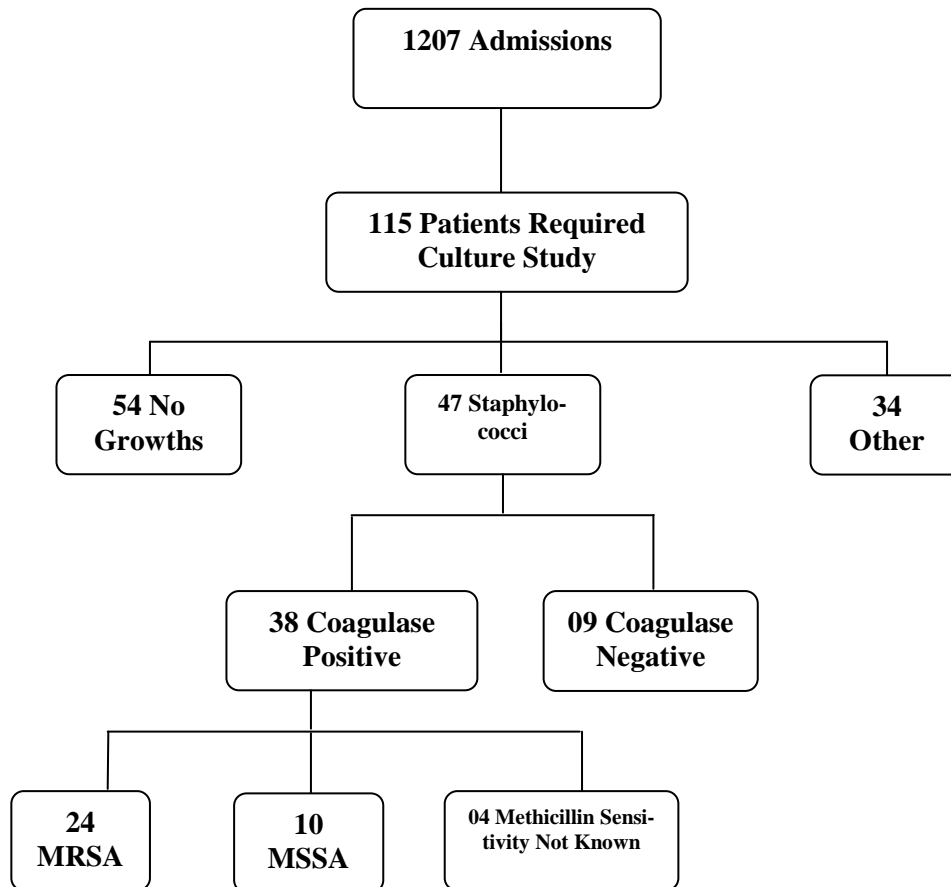 1207 Admissions
115 Patients Required
Culture Study
54 No
Growths
47 Staphylo-
cocci
34
Other
38 Coagulase
Positive
09 Coagulase
Negative
24
MRSA
10
MSSA
04 Methicillin Sensi-
tivity Not Known